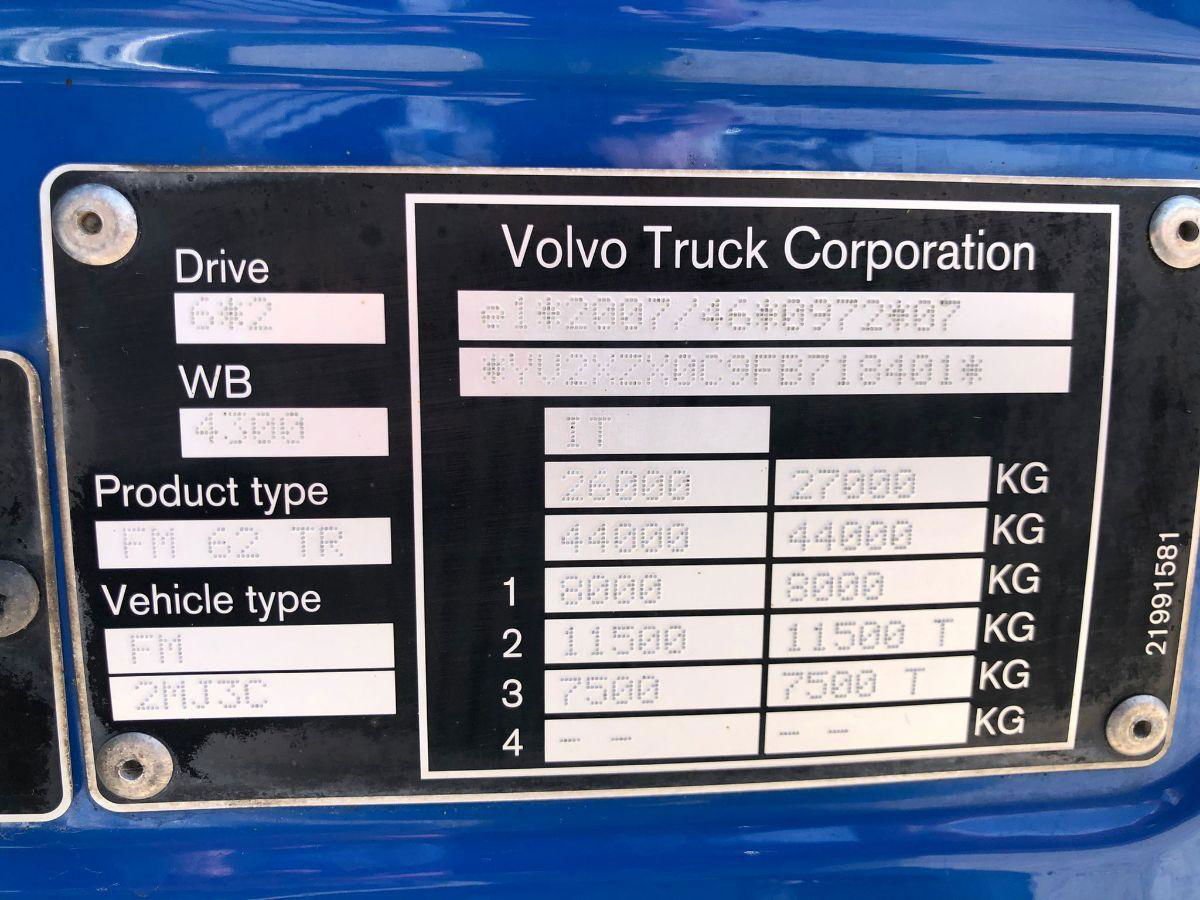 Volvo Truck Corporation
Drive
6*2
e1*2007/46*0972*07
WB
*YV2XZX0C9FB718401*
4300
IT
Product type
26000 27000 KG
FM 62 TR
44000 44000 KG
Vehicle type
1 8000 8000 KG
FM
2 11500 11500 T KG
ZMJ3C
3 7500 7500 T KG
4 -- -- KG
21991581